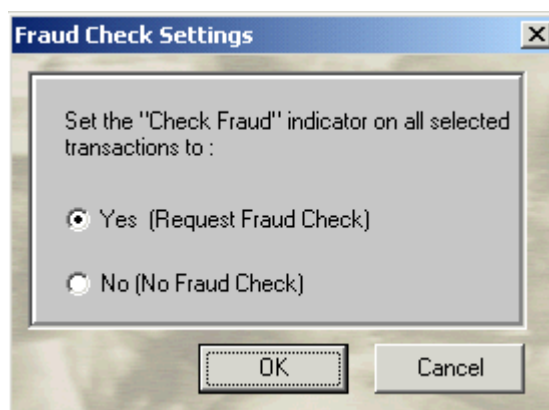 Fraud Check Settings
Set the "Check Fraud" indicator on all selected
transactions to :
Yes (Request Fraud Check)
No (No Fraud Check)
OK Cancel